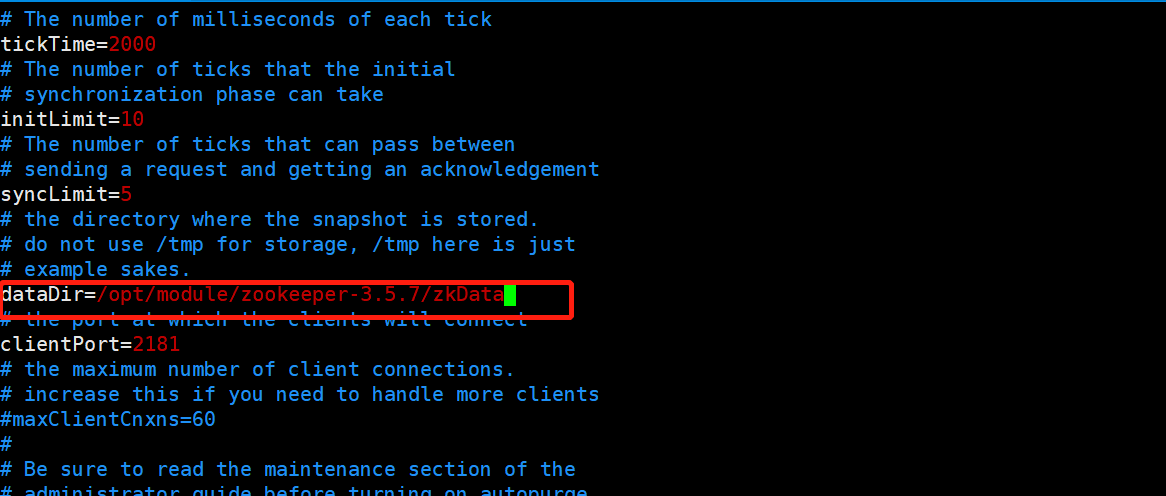 # The number of milliseconds of each tick
tickTime=2000
# The number of ticks that the initial
# synchronization phase can take
initLimit=10
# The number of ticks that can pass between
# sending a request and getting an acknowledgement
syncLimit=5
# the directory where the snapshot is stored.
# do not use /tmp for storage, /tmp here is just
# example sakes.
dataDir=/opt/module/zookeeper-3.5.7/zkData
# the port at which the clients will connect
clientPort=2181
# the maximum number of client connections.
# increase this if you need to handle more clients
#maxClientCnxns=60
#
# Be sure to read the maintenance section of the
# administrator guide before turning on autopurge.